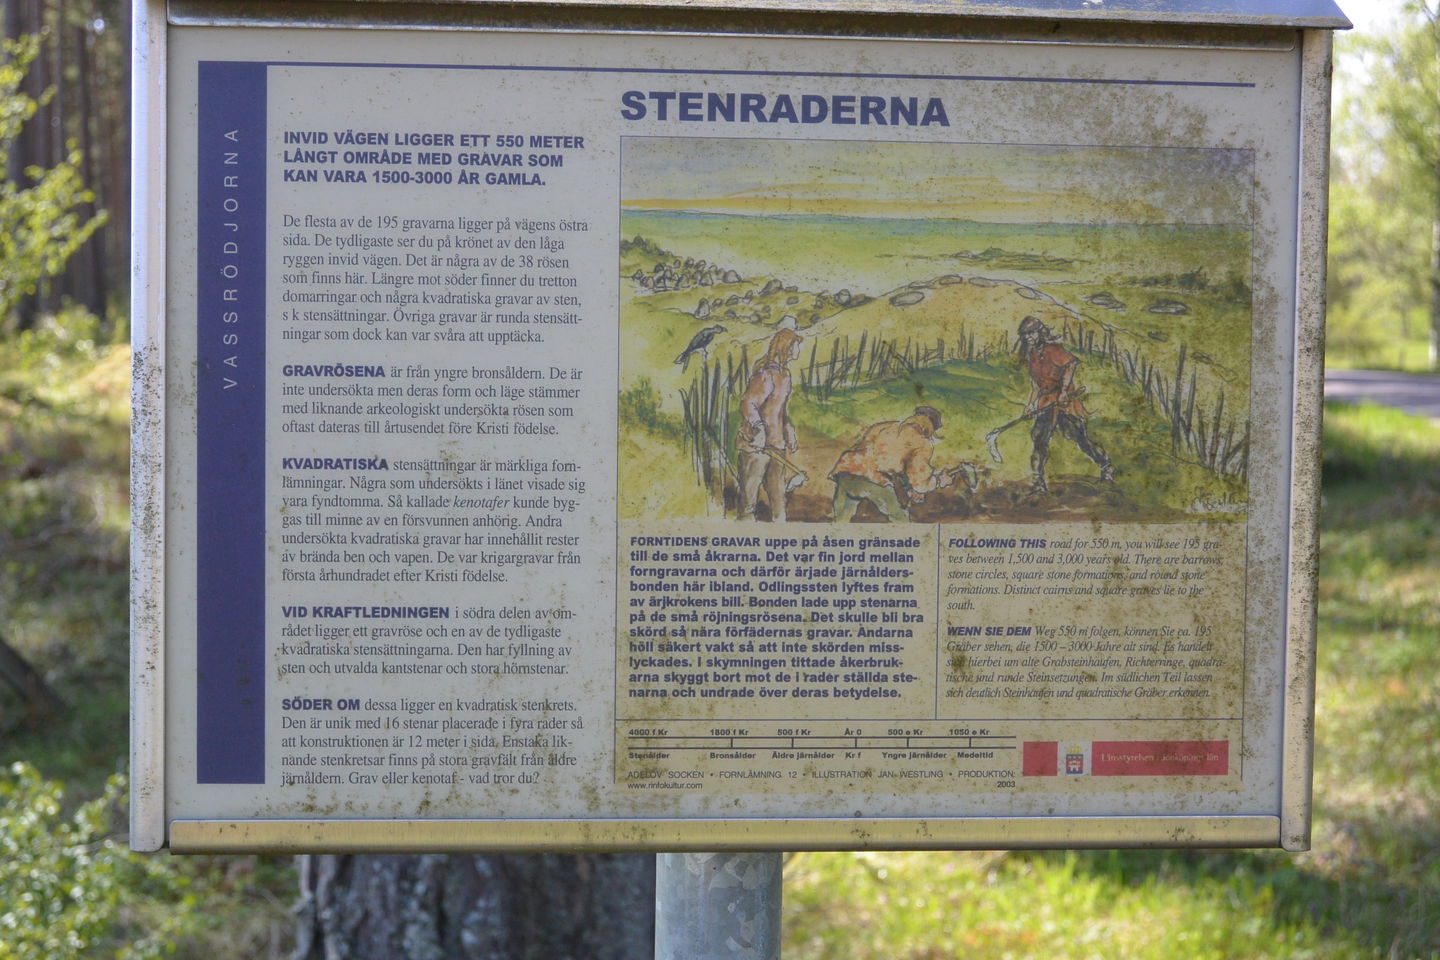 VASSRÖDJORNA
STENRADERNA
INVID VÄGEN LIGGER ETT 550 METER
LÅNGT OMRÅDE MED GRAVAR SOM
KAN VARA 1500-3000 ÅR GAMLA.
De flesta av de 195 gravarna ligger på vägens östra
sida. De tydligaste ser du på krönet av den låga
ryggen invid vägen. Det är några av de 38 rösen
som finns här. Längre mot söder finner du tretton
domarringar och några kvadratiska gravar av sten,
s k stensättningar. Övriga gravar är runda stensätt-
ningar som dock kan var svåra att upptäcka.
GRAVRÖSENA är från yngre bronsåldern. De är
inte undersökta men deras form och läge stämmer
med liknande arkeologiskt undersökta rösen som
oftast dateras till årtusendet före Kristi födelse.
KVADRATISKA stensättningar är märkliga forn-
lämningar. Några som undersökts i länet visade sig
vara fyndtomma. Så kallade kenotafer kunde byg-
gas till minne av en försvunnen anhörig. Andra
undersökta kvadratiska gravar har innehållit rester
av brända ben och vapen. De var krigargravar från
första århundradet efter Kristi födelse.
VID KRAFTLEDNINGEN i södra delen av om-
rådet ligger ett gravröse och en av de tydligaste
kvadratiska stensättningarna. Den har fyllning av
sten och utvalda kantstenar och stora hörnstenar.
SÖDER OM dessa ligger en kvadratisk stenkrets.
Den är unik med 16 stenar placerade i fyra rader så
att konstruktionen är 12 meter i sida. Enstaka lik-
nande stenkretsar finns på stora gravfält från äldre
järnåldern. Grav eller kenotaf - vad tror du?
FORNTIDENS GRAVAR uppe på åsen gränsade
till de små åkrarna. Det var fin jord mellan
forngravarna och därför ärjade järnålders-
bonden här ibland. Odlingssten lyftes fram
av ärjkrokens bill. Bonden lade upp stenarna
på de små röjningsrösena. Det skulle bli bra
skörd så nära förfädernas gravar. Andarna
höll säkert vakt så att inte skörden miss-
lyckades. I skymningen tittade åkerbruk-
arna skyggt bort mot de i rader ställda ste-
narna och undrade över deras betydelse.
FOLLOWING THIS road for 550 m, you will see 195 gra-
ves between 1,500 and 3,000 years old. There are barrows,
stone circles, square stone formations, and round stone
formations. Distinct cairns and square graves lie to the
south.
WENN SIE DEM Weg 550 m folgen, können Sie ca. 195
Gräber sehen, die 1500 – 3000 Jahre alt sind. Es handelt
sich hierbei um alte Grabsteinhaufen, Richterringe, quadra-
tische und runde Steinsetzungen. Im südlichen Teil lassen
sich deutlich Steinhaufen und quadratische Gräber erkennen.
4000 f Kr 1800 f Kr 500 f Kr År 0 500 e Kr 1050 e Kr
Stenålder Bronsålder Äldre järnålder Kr f Yngre järnålder Medeltid
ADELÖV SOCKEN • FORNLÄMNING 12 • ILLUSTRATION JAN WESTLING • PRODUKTION:
www.rinfokultur.com 2003
Länsstyrelsen i Jönköpings län